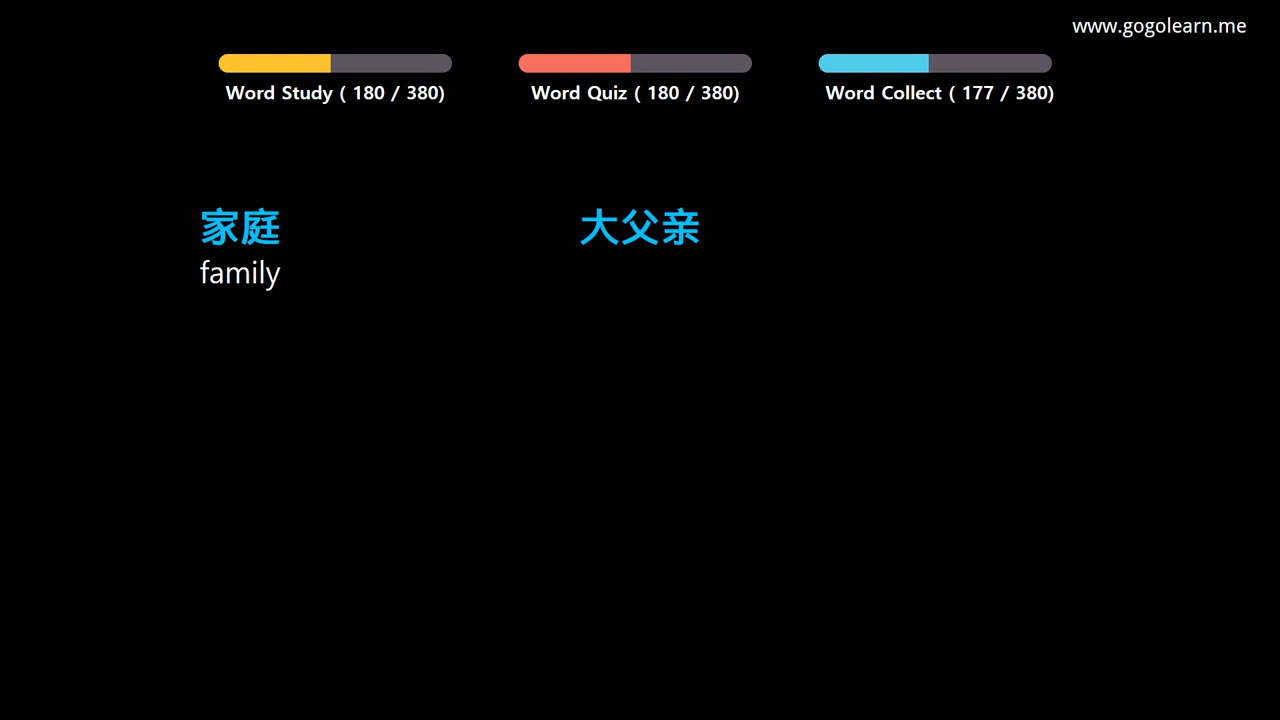 www.gogolearn.me
Word Study ( 180 / 380)
Word Quiz ( 180 / 380)
Word Collect ( 177 / 380)
家庭
family
大父亲